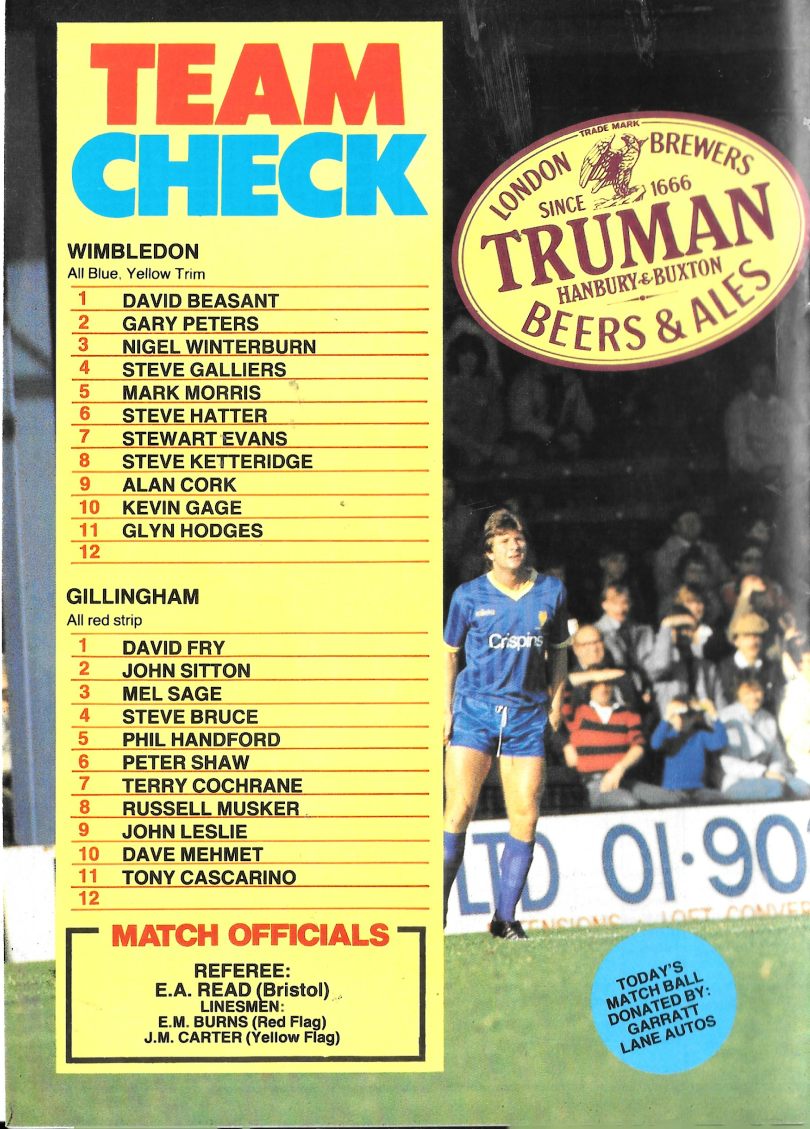 TEAM
CHECK
WIMBLEDON
All Blue, Yellow Trim
1 DAVID BEASANT
2 GARY PETERS
3 NIGEL WINTERBURN
4 STEVE GALLIERS
5 MARK MORRIS
6 STEVE HATTER
7 STEWART EVANS
8 STEVE KETTERIDGE
9 ALAN CORK
10 KEVIN GAGE
11 GLYN HODGES
12
GILLINGHAM
All red strip
1 DAVID FRY
2 JOHN SITTON
3 MEL SAGE
4 STEVE BRUCE
5 PHIL HANDFORD
6 PETER SHAW
7 TERRY COCHRANE
8 RUSSELL MUSKER
9 JOHN LESLIE
10 DAVE MEHMET
11 TONY CASCARINO
12
MATCH OFFICIALS
REFEREE:
E.A. READ (Bristol)
LINESMEN:
E.M. BURNS (Red Flag)
J.M. CARTER (Yellow Flag)
TRADE MARK
LONDON BREWERS
SINCE 1666
TRUMAN
HANBURY & BUXTON
BEERS & ALES
Crispins
LTD 01·90
LOFT
TODAY'S
MATCH BALL
DONATED BY:
GARRATT
LANE AUTOS